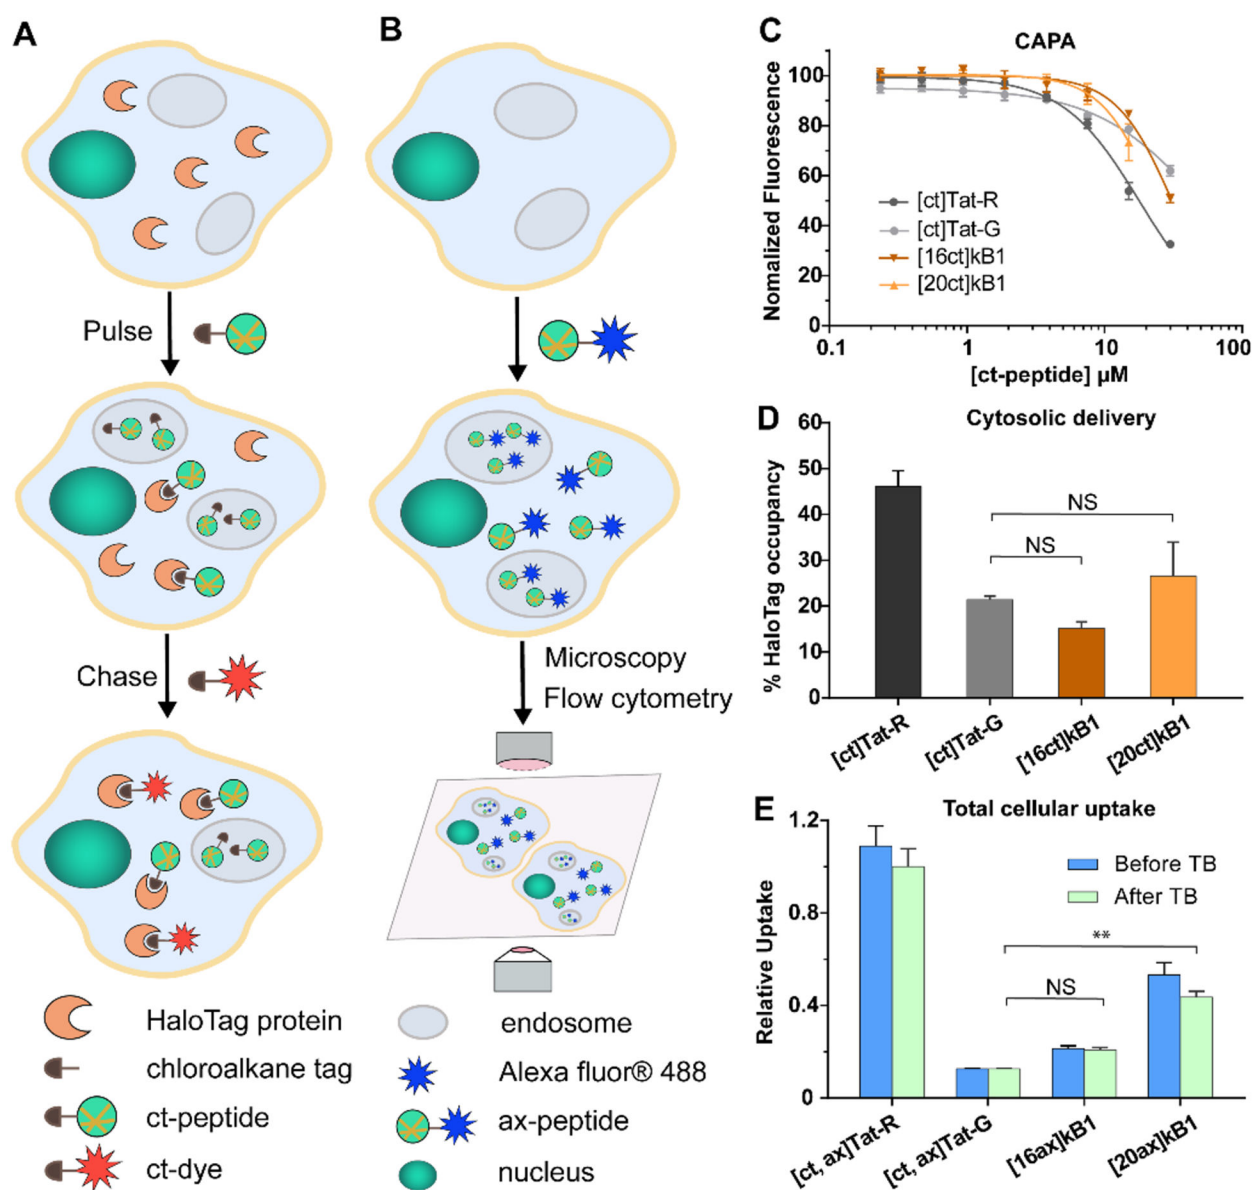 A
B
Pulse
Chase
Microscopy
Flow cytometry
HaloTag protein
chloroalkane tag
ct-peptide
ct-dye
endosome
Alexa fluor® 488
ax-peptide
nucleus
C
CAPA
Nomalized Fluorescence
100
80
60
40
20
0
[ct]Tat-R
[ct]Tat-G
[16ct]kB1
[20ct]kB1
0.1
1
10
100
[ct-peptide] µM
D
Cytosolic delivery
% HaloTag occupancy
60
50
40
30
20
10
0
NS
NS
[ct]Tat-R
[ct]Tat-G
[16ct]kB1
[20ct]kB1
E
Total cellular uptake
Relative Uptake
1.2
0.8
0.4
0
Before TB
After TB
**
NS
[ct, ax]Tat-R
[ct, ax]Tat-G
[16ax]kB1
[20ax]kB1